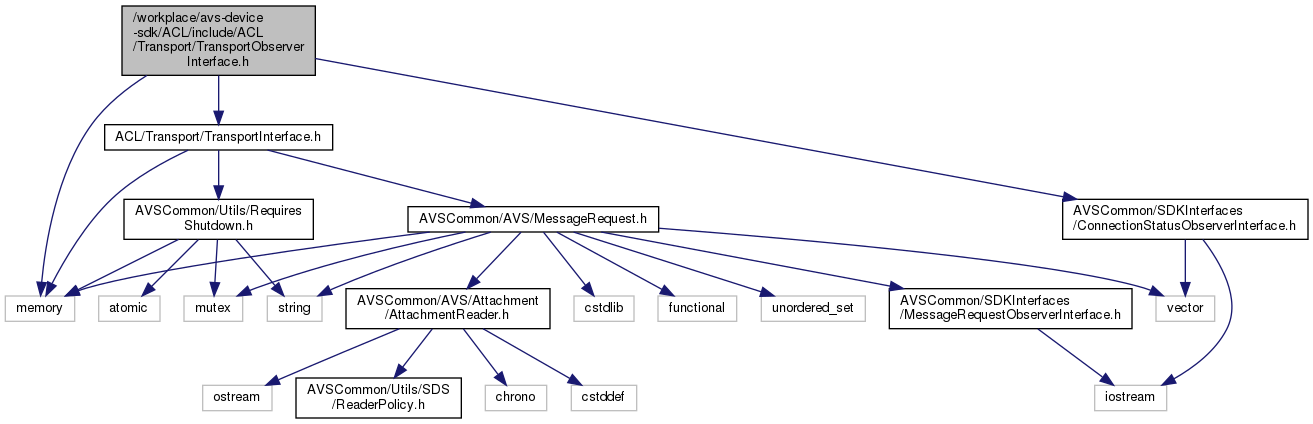 /workplace/avs-device
-sdk/ACL/include/ACL
/Transport/TransportObserver
Interface.h
ACL/Transport/TransportInterface.h
AVSCommon/Utils/Requires
Shutdown.h
AVSCommon/AVS/MessageRequest.h
AVSCommon/SDKInterfaces
/ConnectionStatusObserverInterface.h
memory
atomic
mutex
string
AVSCommon/AVS/Attachment
/AttachmentReader.h
cstdlib
functional
unordered_set
AVSCommon/SDKInterfaces
/MessageRequestObserverInterface.h
vector
ostream
AVSCommon/Utils/SDS
/ReaderPolicy.h
chrono
cstddef
iostream